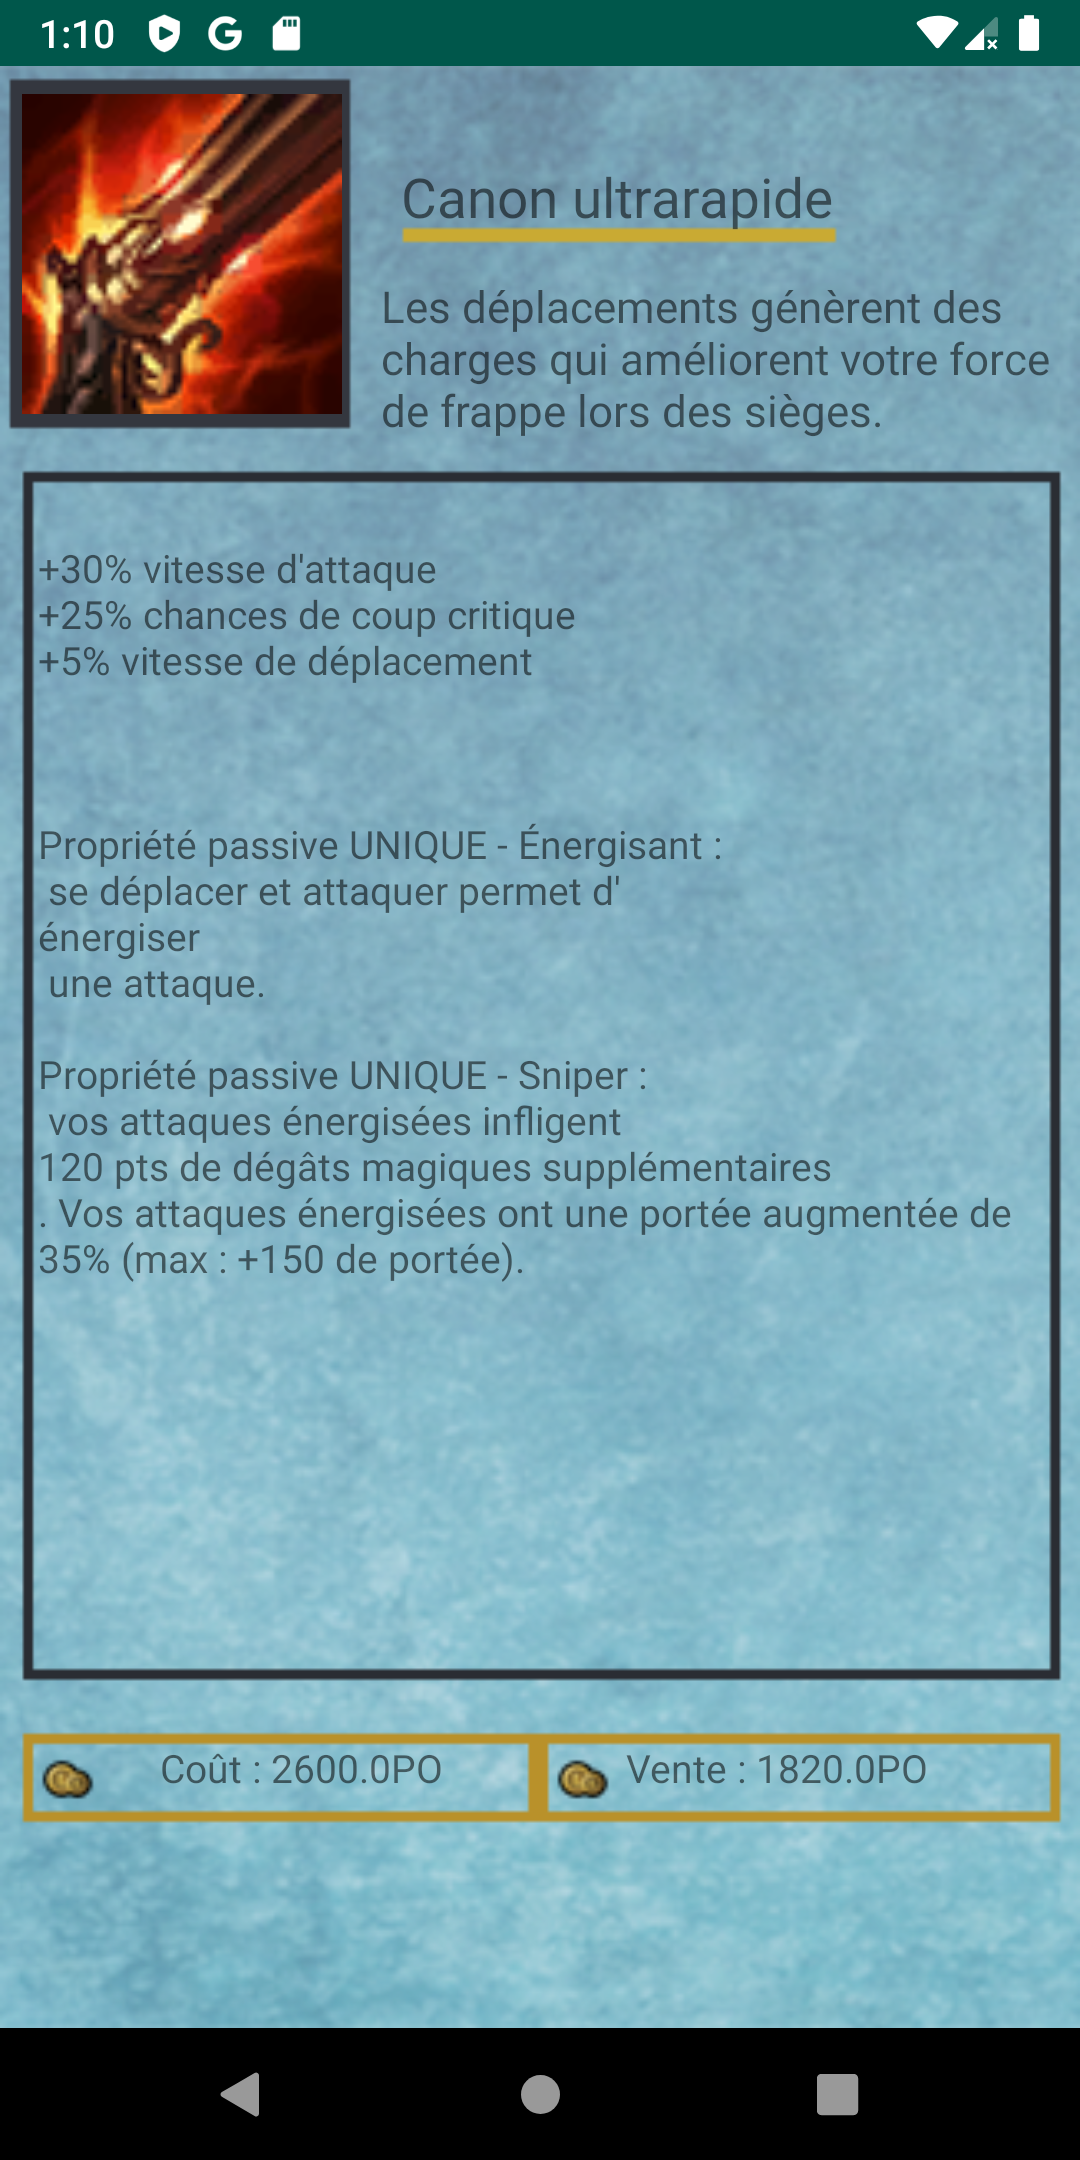 1:10
Canon ultrarapide
Les déplacements génèrent des
charges qui améliorent votre force
de frappe lors des sièges.
+30% vitesse d'attaque
+25% chances de coup critique
+5% vitesse de déplacement
Propriété passive UNIQUE - Énergisant :
se déplacer et attaquer permet d'
énergiser
une attaque.
Propriété passive UNIQUE - Sniper :
vos attaques énergisées infligent
120 pts de dégâts magiques supplémentaires
. Vos attaques énergisées ont une portée augmentée de
35% (max : +150 de portée).
Coût : 2600.0PO
Vente : 1820.0PO